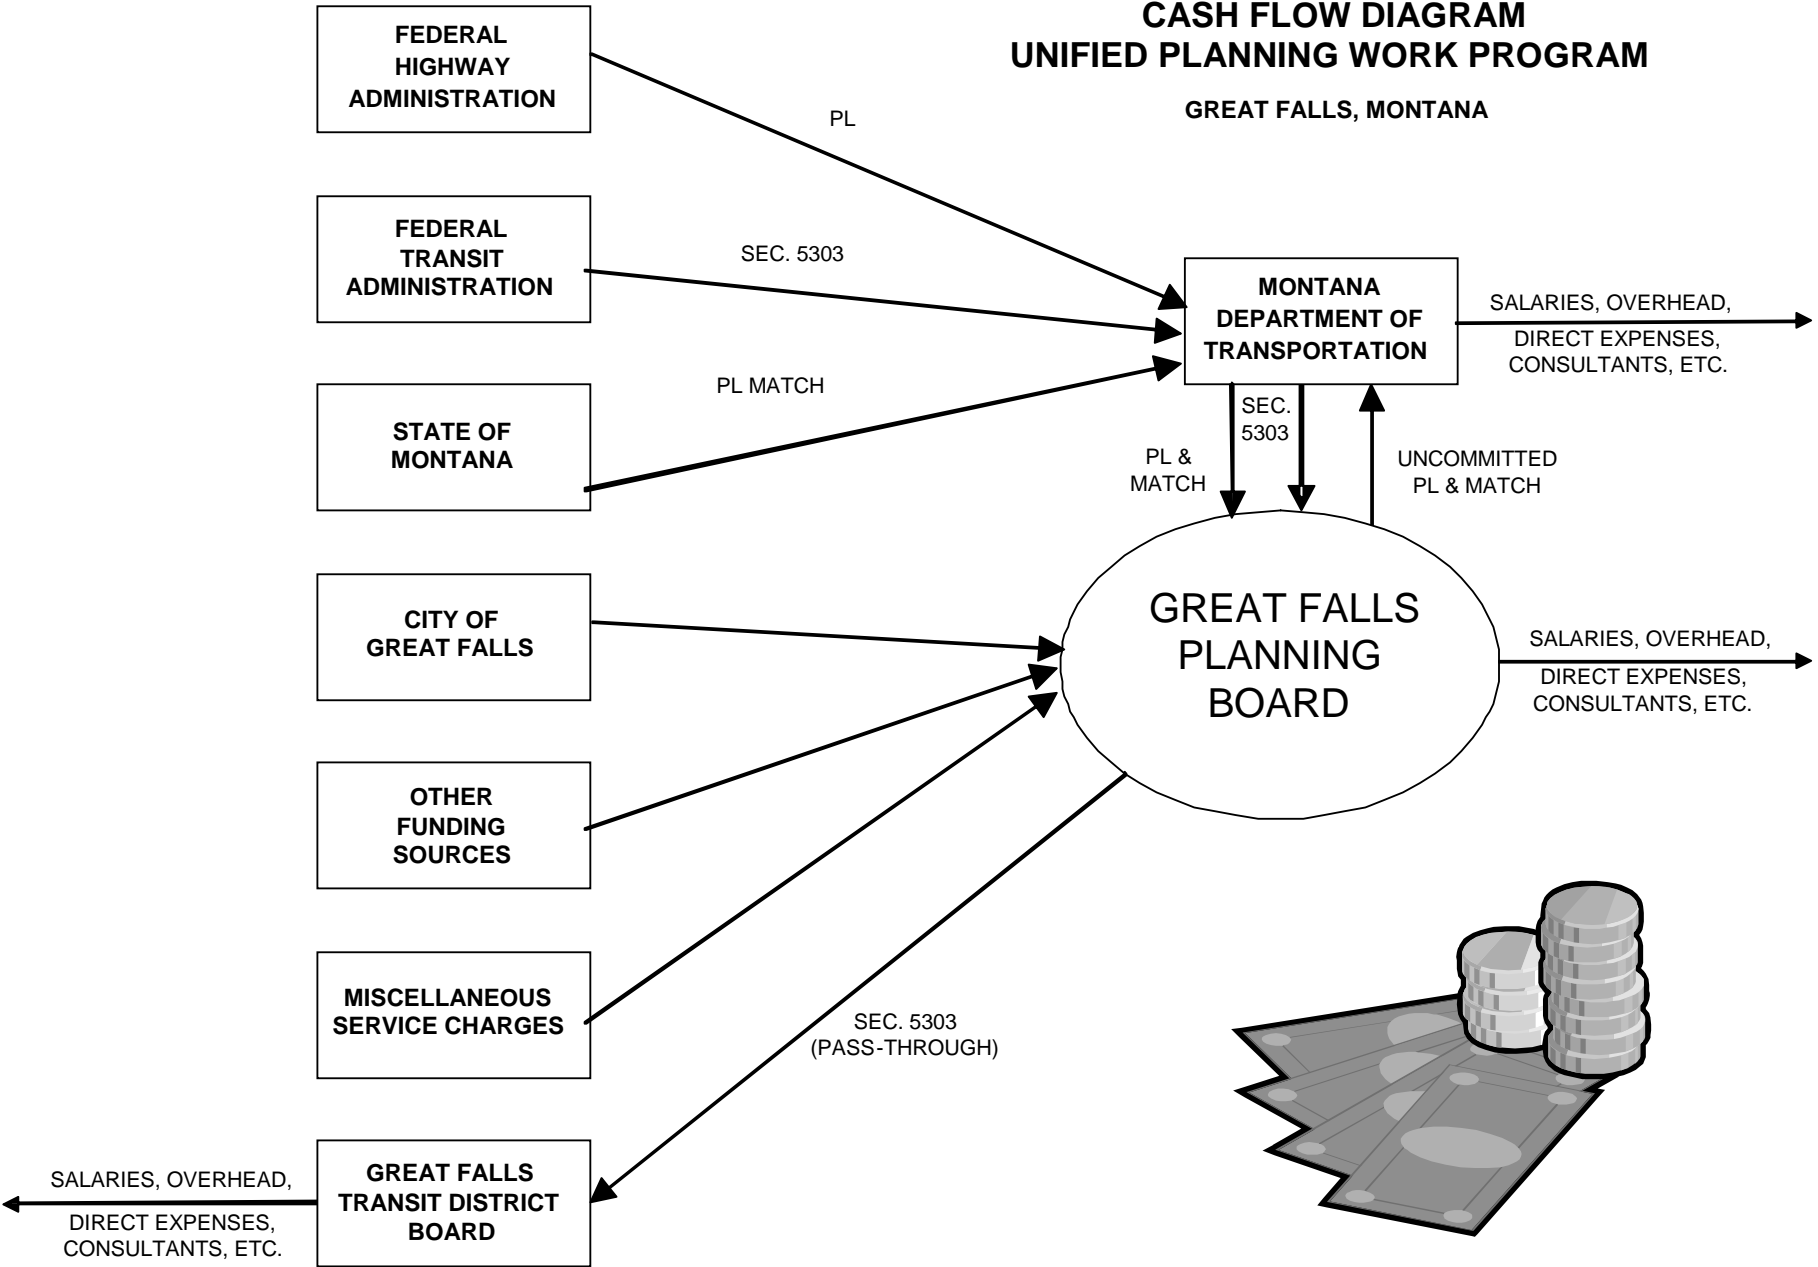 CASH FLOW DIAGRAM
UNIFIED PLANNING WORK PROGRAM
GREAT FALLS, MONTANA
FEDERAL
HIGHWAY
ADMINISTRATION
PL
FEDERAL
TRANSIT
ADMINISTRATION
SEC. 5303
MONTANA
DEPARTMENT OF
TRANSPORTATION
SALARIES, OVERHEAD,
DIRECT EXPENSES,
CONSULTANTS, ETC.
STATE OF
MONTANA
PL MATCH
PL &
MATCH
SEC.
5303
UNCOMMITTED
PL & MATCH
CITY OF
GREAT FALLS
GREAT FALLS
PLANNING
BOARD
SALARIES, OVERHEAD,
DIRECT EXPENSES,
CONSULTANTS, ETC.
OTHER
FUNDING
SOURCES
MISCELLANEOUS
SERVICE CHARGES
SEC. 5303
(PASS-THROUGH)
GREAT FALLS
TRANSIT DISTRICT
BOARD
SALARIES, OVERHEAD,
DIRECT EXPENSES,
CONSULTANTS, ETC.